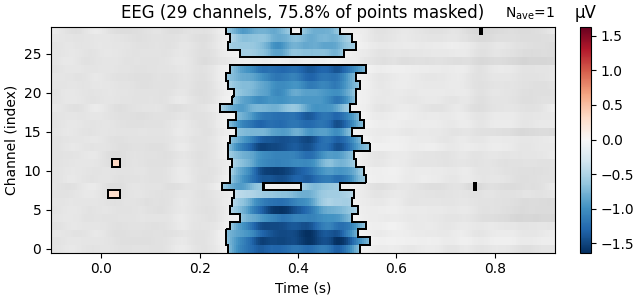 EEG (29 channels, 75.8% of points masked)
Nave=1
µV
Channel (index)
25
20
15
10
5
0
0.0 0.2 0.4 0.6 0.8
Time (s)
1.5
1.0
0.5
0.0
−0.5
−1.0
−1.5